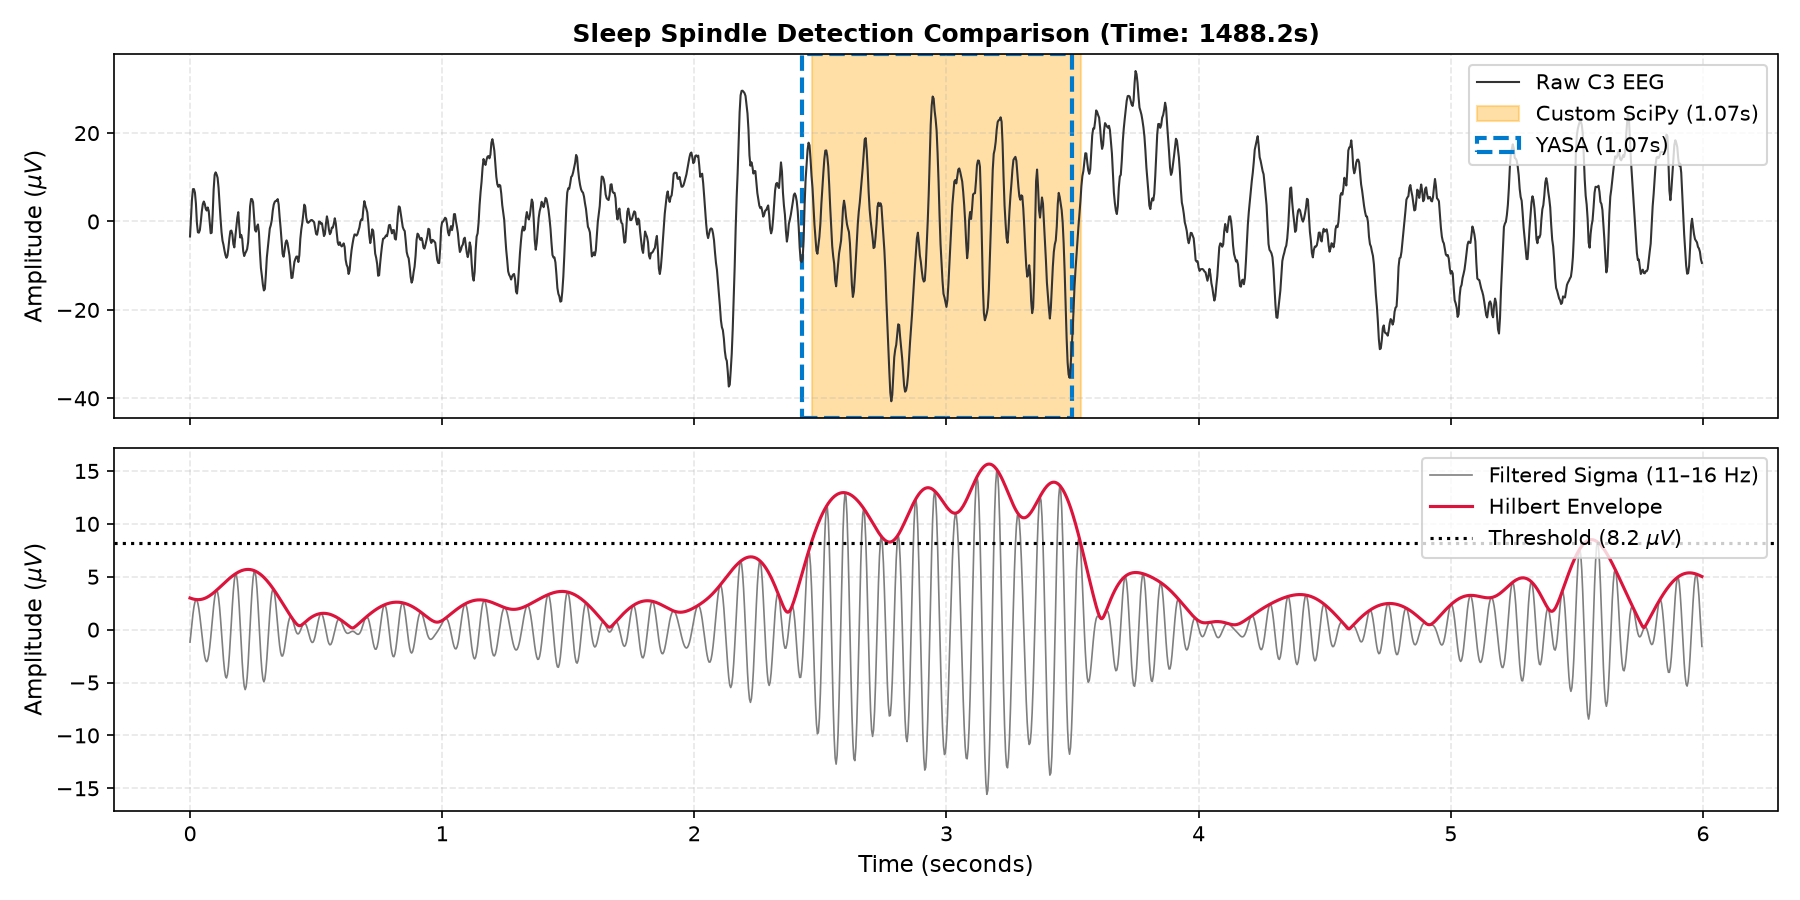 Sleep Spindle Detection Comparison (Time: 1488.2s)
Amplitude (μV)
20
0
−20
−40
Raw C3 EEG
Custom SciPy (1.07s)
YASA (1.07s)
Amplitude (μV)
15
10
5
0
−5
−10
−15
Filtered Sigma (11–16 Hz)
Hilbert Envelope
Threshold (8.2 μV)
0 1 2 3 4 5 6
Time (seconds)